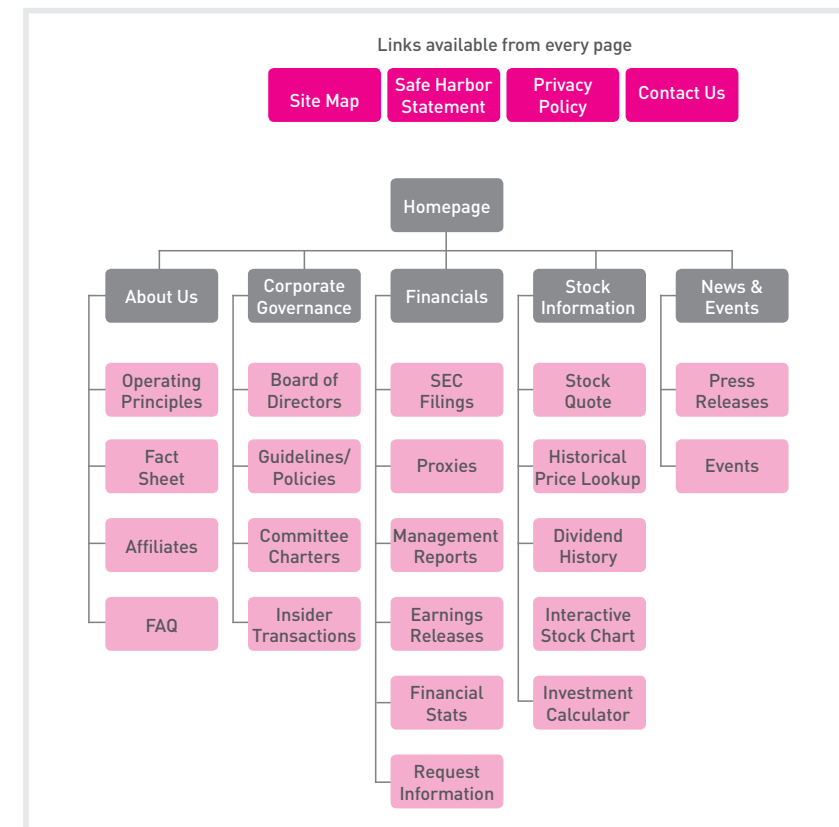 Links available from every page
Site Map
Safe Harbor
Statement
Privacy
Policy
Contact Us
Homepage
About Us
Corporate
Governance
Financials
Stock
Information
News &
Events
Operating
Principles
Fact
Sheet
Affiliates
FAQ
Board of
Directors
Guidelines/
Policies
Committee
Charters
Insider
Transactions
SEC
Filings
Proxies
Management
Reports
Earnings
Releases
Financial
Stats
Request
Information
Stock
Quote
Historical
Price Lookup
Dividend
History
Interactive
Stock Chart
Investment
Calculator
Press
Releases
Events